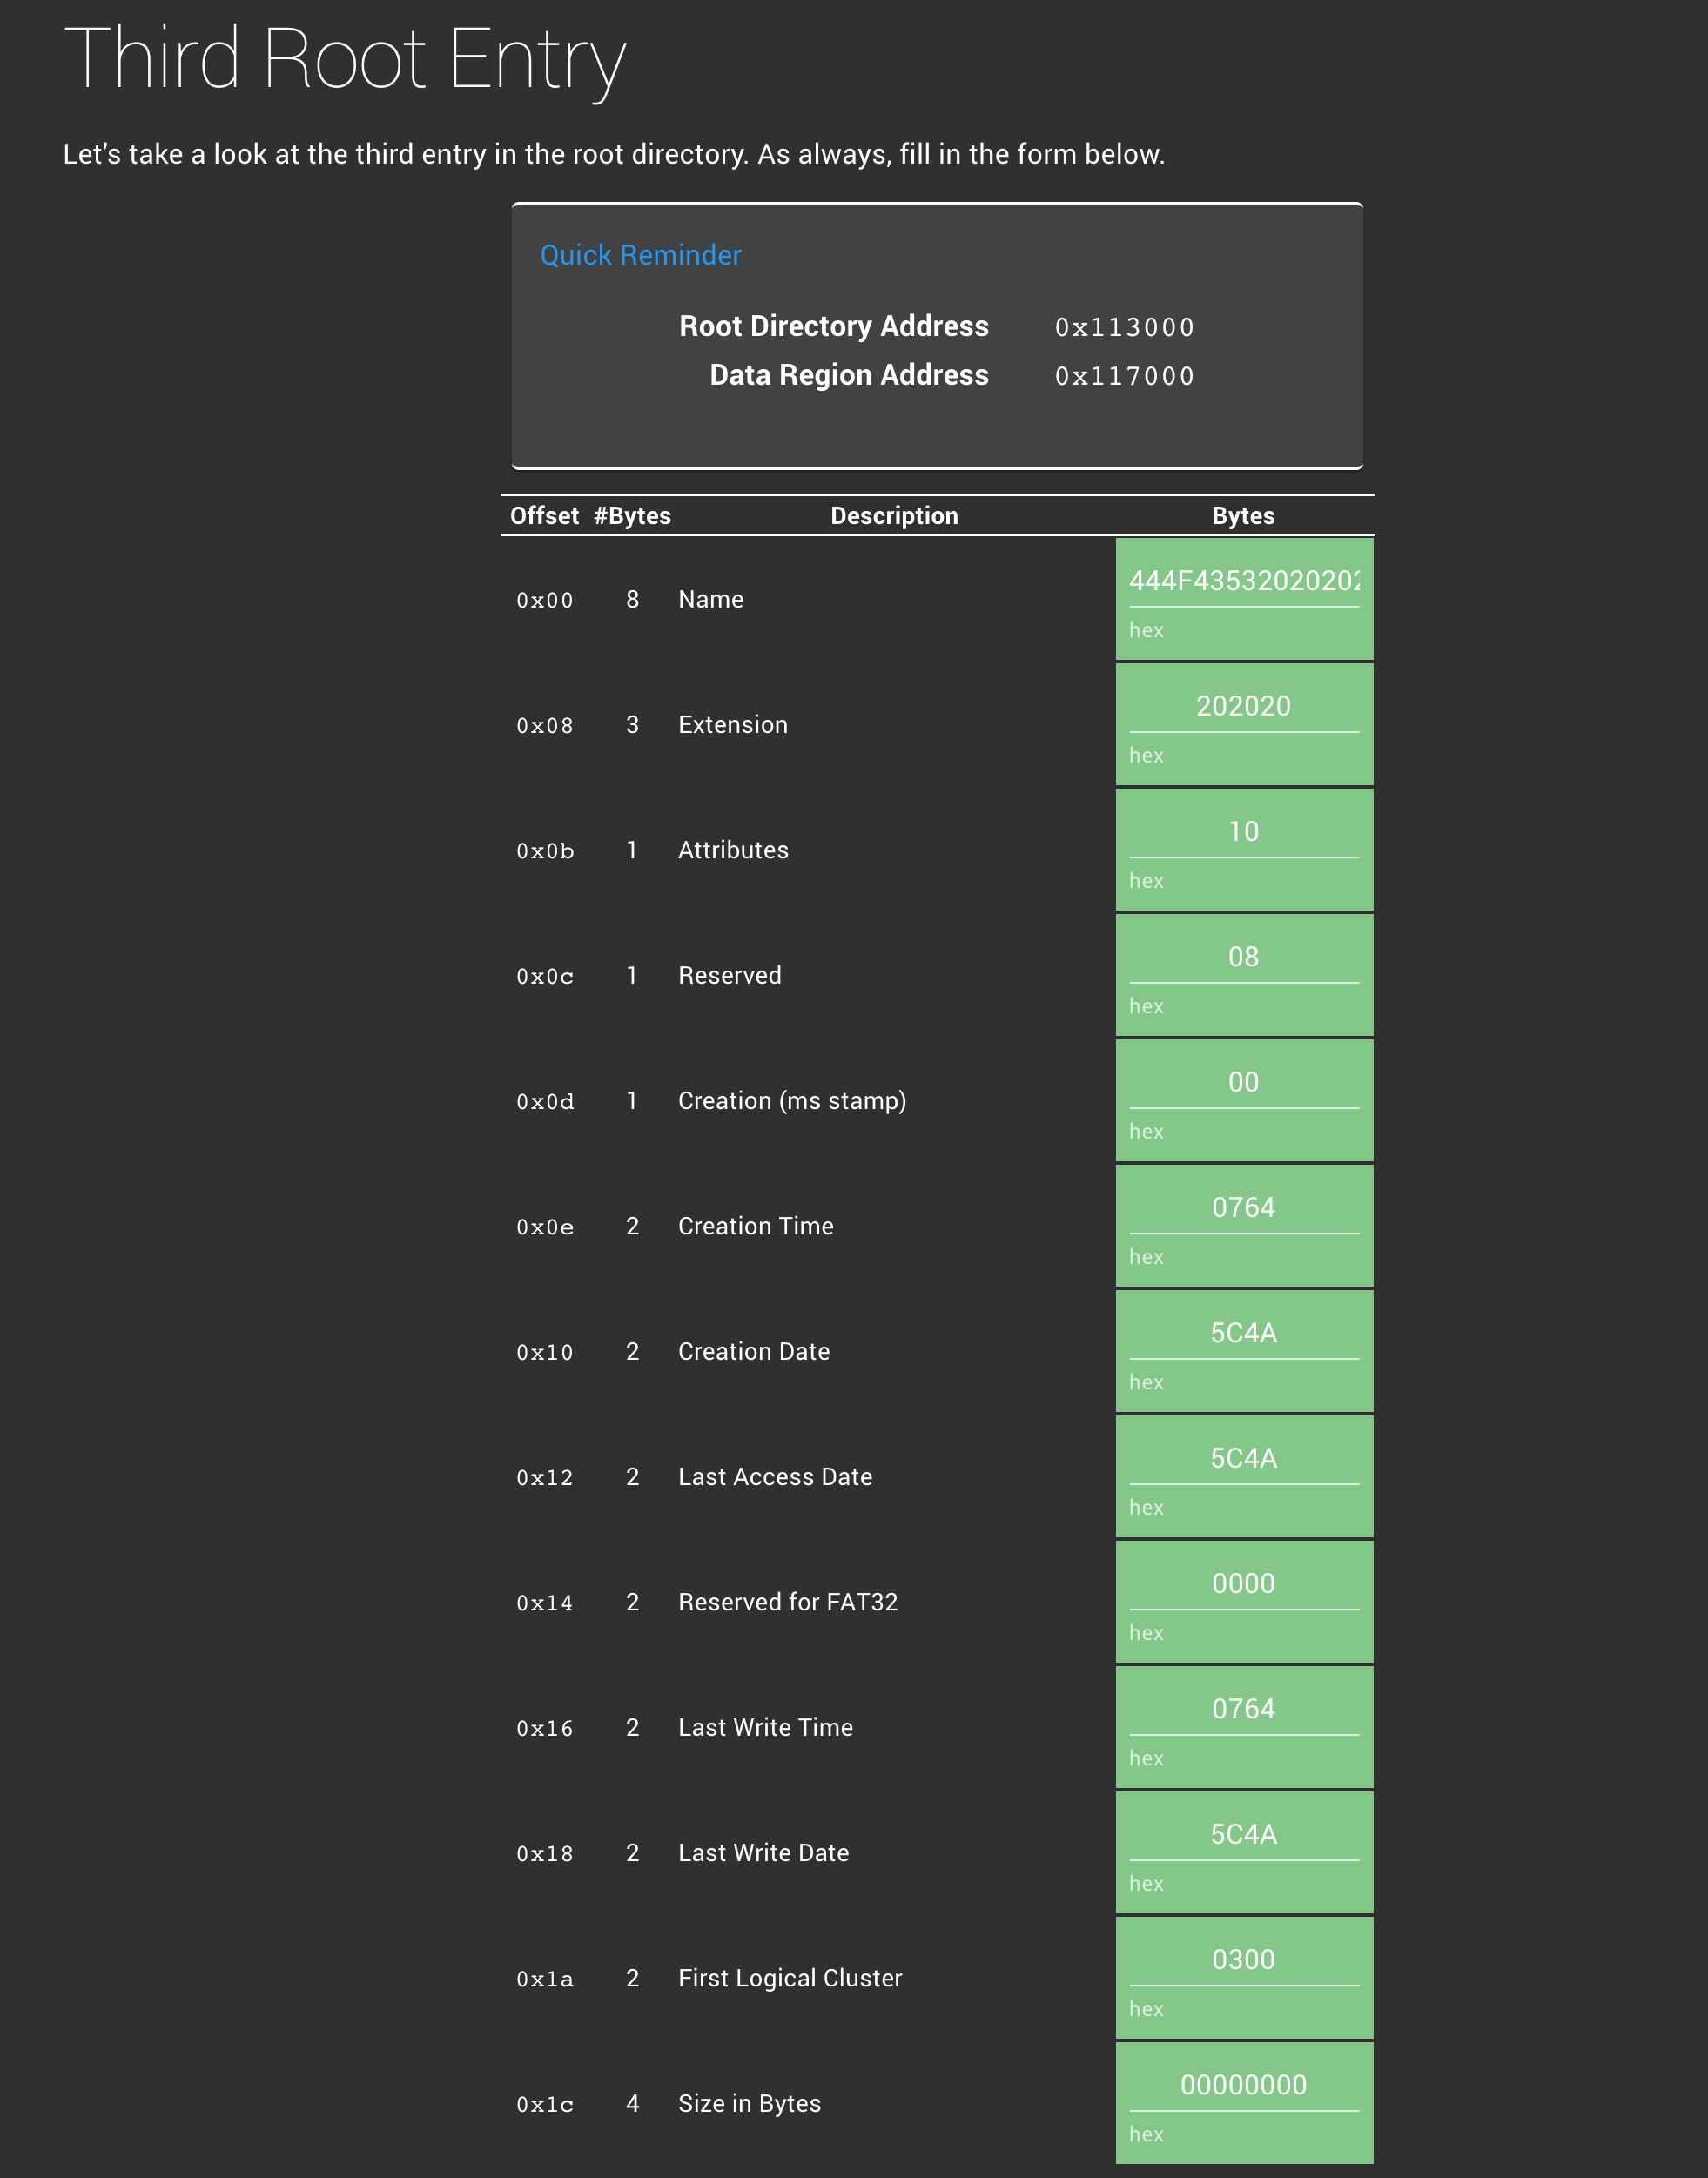 Third Root Entry
Let's take a look at the third entry in the root directory. As always, fill in the form below.
Quick Reminder
Root Directory Address 0x113000
Data Region Address 0x117000
Offset #Bytes Description Bytes
444F4353202020202
0x00 8 Name
hex
202020
0x08 3 Extension
hex
10
0x0b 1 Attributes
hex
08
0x0c 1 Reserved
hex
00
0x0d 1 Creation (ms stamp)
hex
0764
0x0e 2 Creation Time
hex
5C4A
0x10 2 Creation Date
hex
5C4A
0x12 2 Last Access Date
hex
0000
0x14 2 Reserved for FAT32
hex
0764
0x16 2 Last Write Time
hex
5C4A
0x18 2 Last Write Date
hex
0300
0x1a 2 First Logical Cluster
hex
00000000
0x1c 4 Size in Bytes
hex